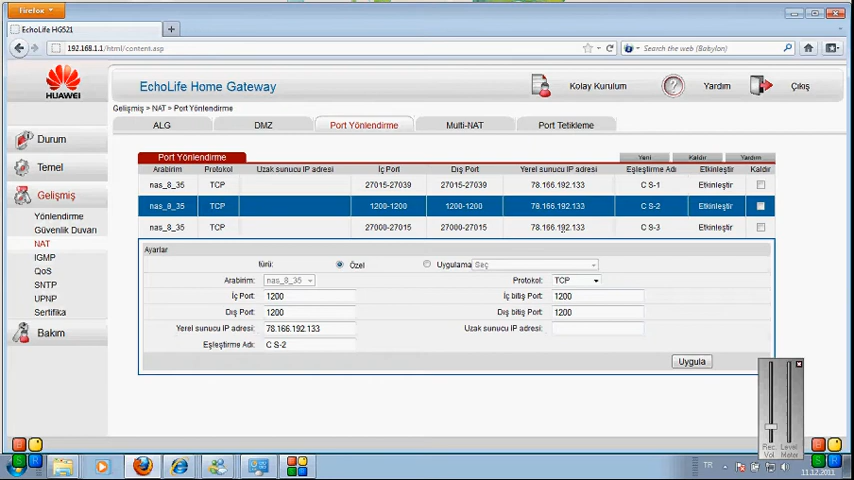 Firefox
EchoLife HG521
192.168.1.1/html/content.asp
Search the web (Babylon)
HUAWEI
EchoLife Home Gateway
Kolay Kurulum
Yardım
Çıkış
Gelişmiş > NAT > Port Yönlendirme
ALG
DMZ
Port Yönlendirme
Multi-NAT
Port Tetikleme
Durum
Temel
Gelişmiş
Yönlendirme
Güvenlik Duvarı
NAT
IGMP
QoS
SNTP
UPNP
Sertifika
Bakım
Port Yönlendirme
Yeni Kaldır Yardım
Arabirim Protokol Uzak sunucu IP adresi İç Port Dış Port Yerel sunucu IP adresi Eşleştirme Adı Etkinleştir Kaldır
nas_8_35 TCP 27015-27039 27015-27039 78.166.192.133 C S-1 Etkinleştir
nas_8_35 TCP 1200-1200 1200-1200 78.166.192.133 C S-2 Etkinleştir
nas_8_35 TCP 27000-27015 27000-27015 78.166.192.133 C S-3 Etkinleştir
Ayarlar
türü: Özel Uygulama Seç
Arabirim: nas_8_35 Protokol: TCP
İç Port: 1200 İç bitiş Port: 1200
Dış Port: 1200 Dış bitiş Port: 1200
Yerel sunucu IP adresi: 78.166.192.133 Uzak sunucu IP adresi:
Eşleştirme Adı: C S-2
Uygula
Rec. Level
Vol Meter
TR
11.12.2011